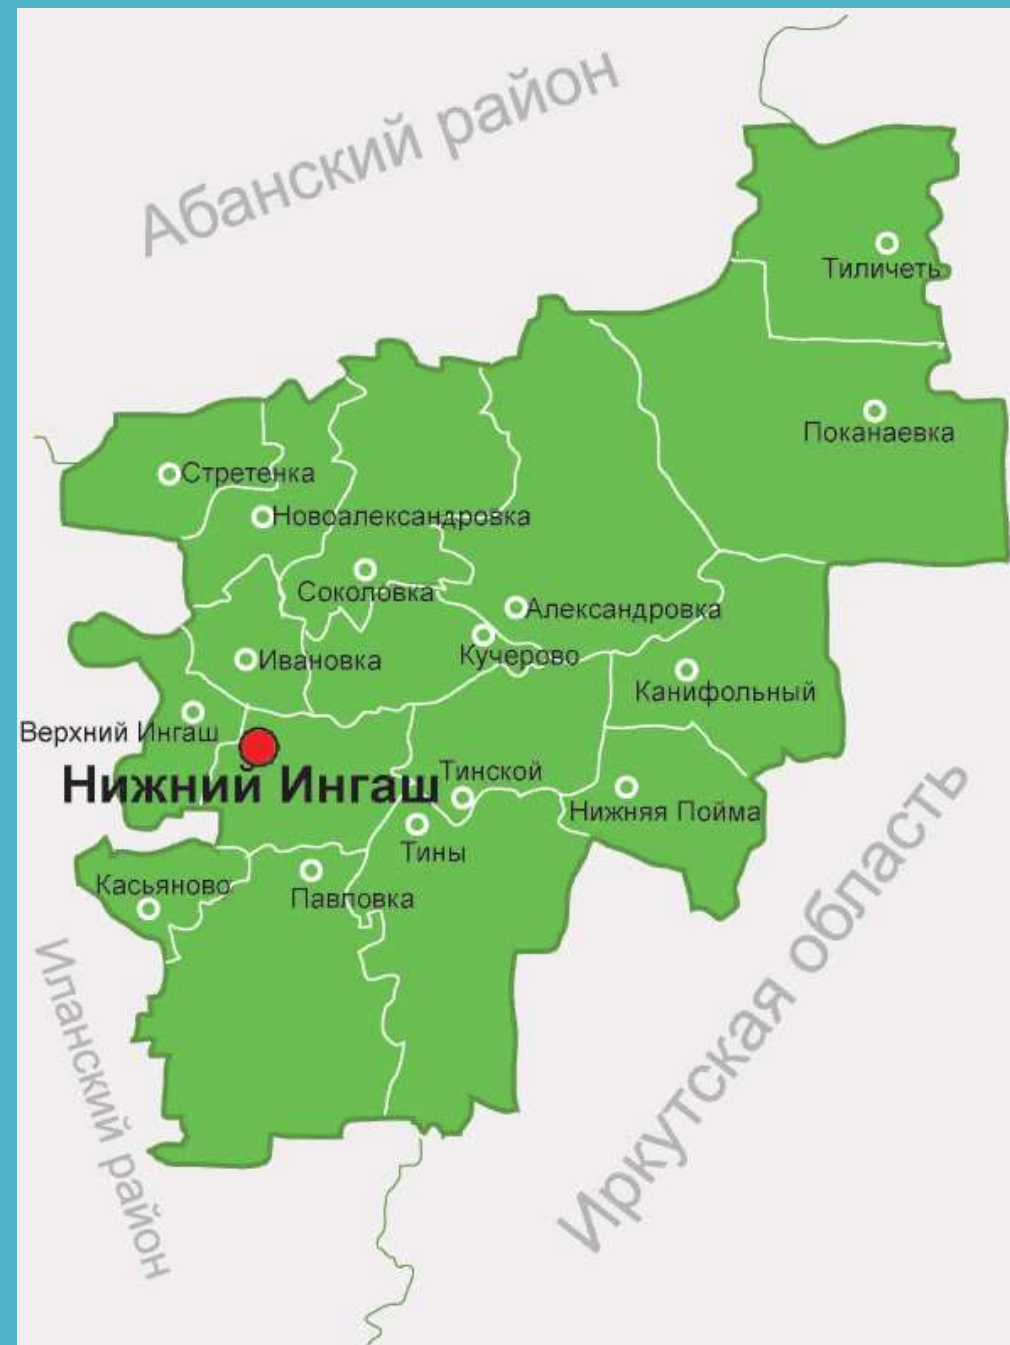 Абанский район
Тиличеть
Поканаевка
Стретенка
Новоалександровка
Соколовка
Александровка
Кучерово
Ивановка
Канифольный
Верхний Ингаш
Нижний Ингаш
Тинской
Нижняя Пойма
Тины
Касьяново
Павловка
Иланский район
Иркутская область